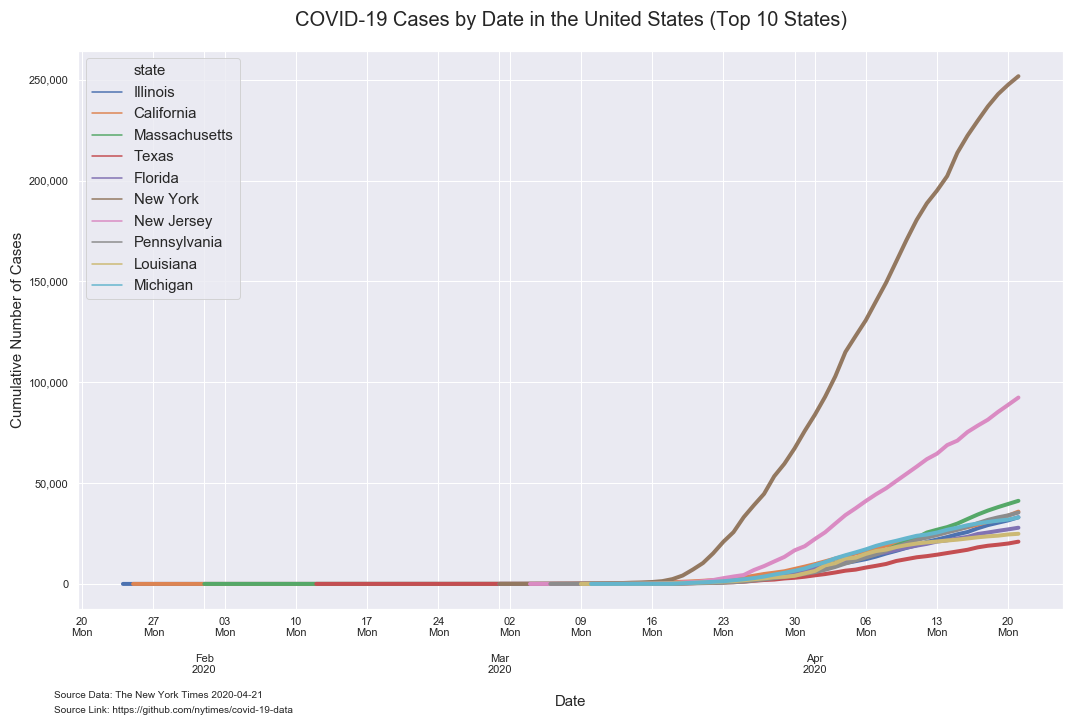 COVID-19 Cases by Date in the United States (Top 10 States)
250,000
200,000
150,000
100,000
50,000
0
Cumulative Number of Cases
state
Illinois
California
Massachusetts
Texas
Florida
New York
New Jersey
Pennsylvania
Louisiana
Michigan
20 27 03 10 17 24 02 09 16 23 30 06 13 20
Mon Mon Mon Mon Mon Mon Mon Mon Mon Mon Mon Mon Mon Mon
Feb Mar Apr
2020 2020 2020
Date
Source Data: The New York Times 2020-04-21
Source Link: https://github.com/nytimes/covid-19-data